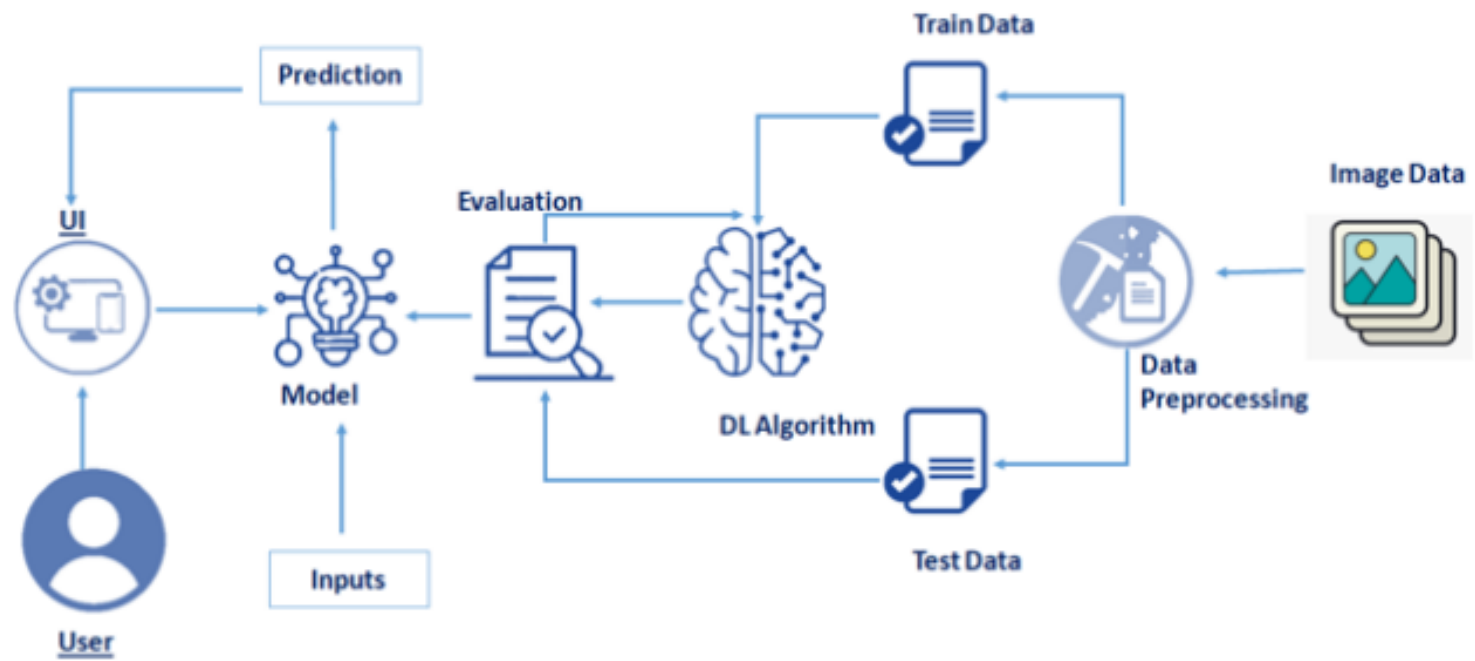 Train Data
Prediction
Image Data
Evaluation
UI
Data
Preprocessing
Model
DL Algorithm
Test Data
Inputs
User